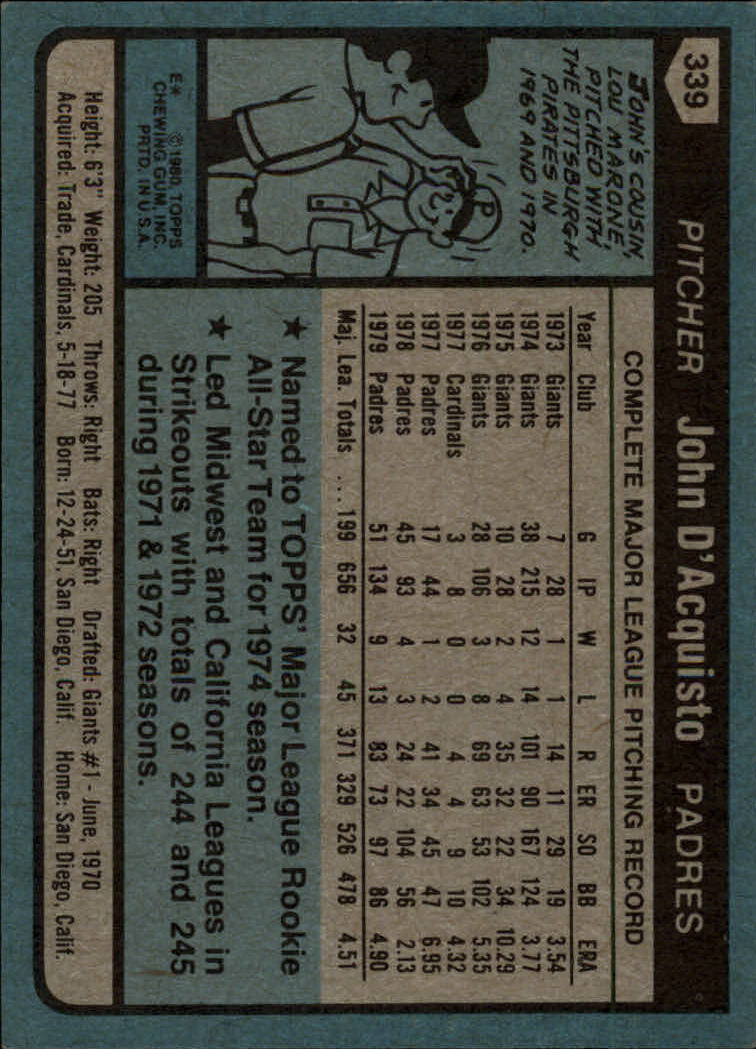 339
PITCHER John D'Acquisto PADRES
JOHN'S COUSIN,
LOU MARONE,
PITCHED WITH
THE PITTSBURGH
PIRATES IN
1969 AND 1970.
P
E* © 1980 TOPPS
CHEWING GUM, INC.
PRTD. IN U.S.A.
COMPLETE MAJOR LEAGUE PITCHING RECORD
Year Club G IP W L R ER SO BB ERA
1973 Giants 7 28 1 1 14 11 29 19 3.54
1974 Giants 38 215 12 14 101 90 167 124 3.77
1975 Giants 10 28 2 4 35 32 22 34 10.29
1976 Giants 28 106 3 8 69 63 53 102 5.35
1977 Cardinals 3 8 0 0 4 4 9 10 4.32
1977 Padres 17 44 1 2 41 34 45 47 6.95
1978 Padres 45 93 4 3 24 22 104 56 2.13
1979 Padres 51 134 9 13 83 73 97 86 4.90
Maj. Lea. Totals ... 199 656 32 45 371 329 526 478 4.51
★ Named to TOPPS' Major League Rookie
All-Star Team for 1974 season.
★ Led Midwest and California Leagues in
Strikeouts with totals of 244 and 245
during 1971 & 1972 seasons.
Height: 6'3" Weight: 205 Throws: Right Bats: Right Drafted: Giants #1 - June, 1970
Acquired: Trade, Cardinals, 5-18-77 Born: 12-24-51, San Diego, Calif. Home: San Diego, Calif.